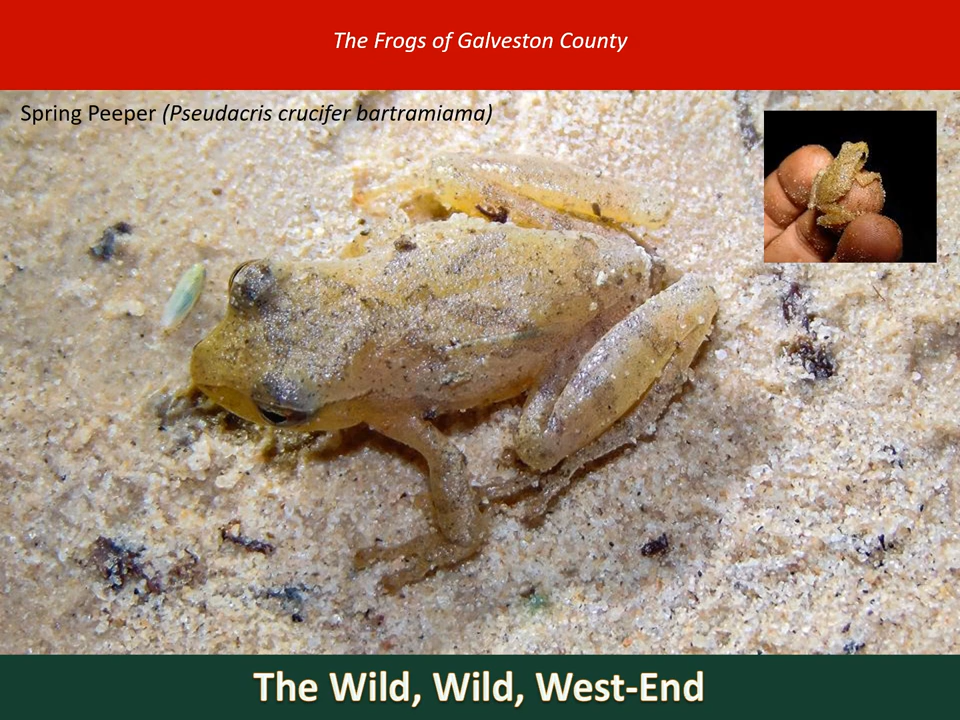 The Frogs of Galveston County
Spring Peeper (Pseudacris crucifer bartramiama)
The Wild, Wild, West-End